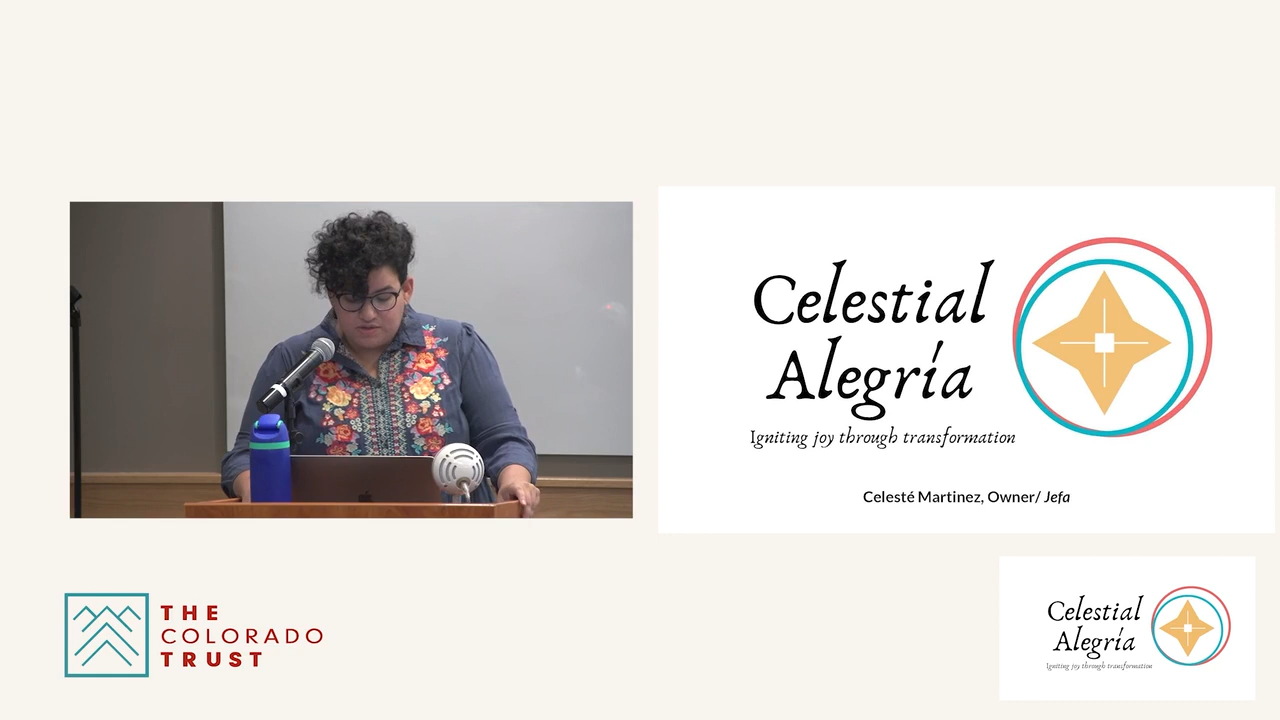 Celestial
Alegría
Igniting joy through transformation
Celesté Martinez, Owner/ Jefa
THE
COLORADO
TRUST
Celestial
Alegría
Igniting joy through transformation